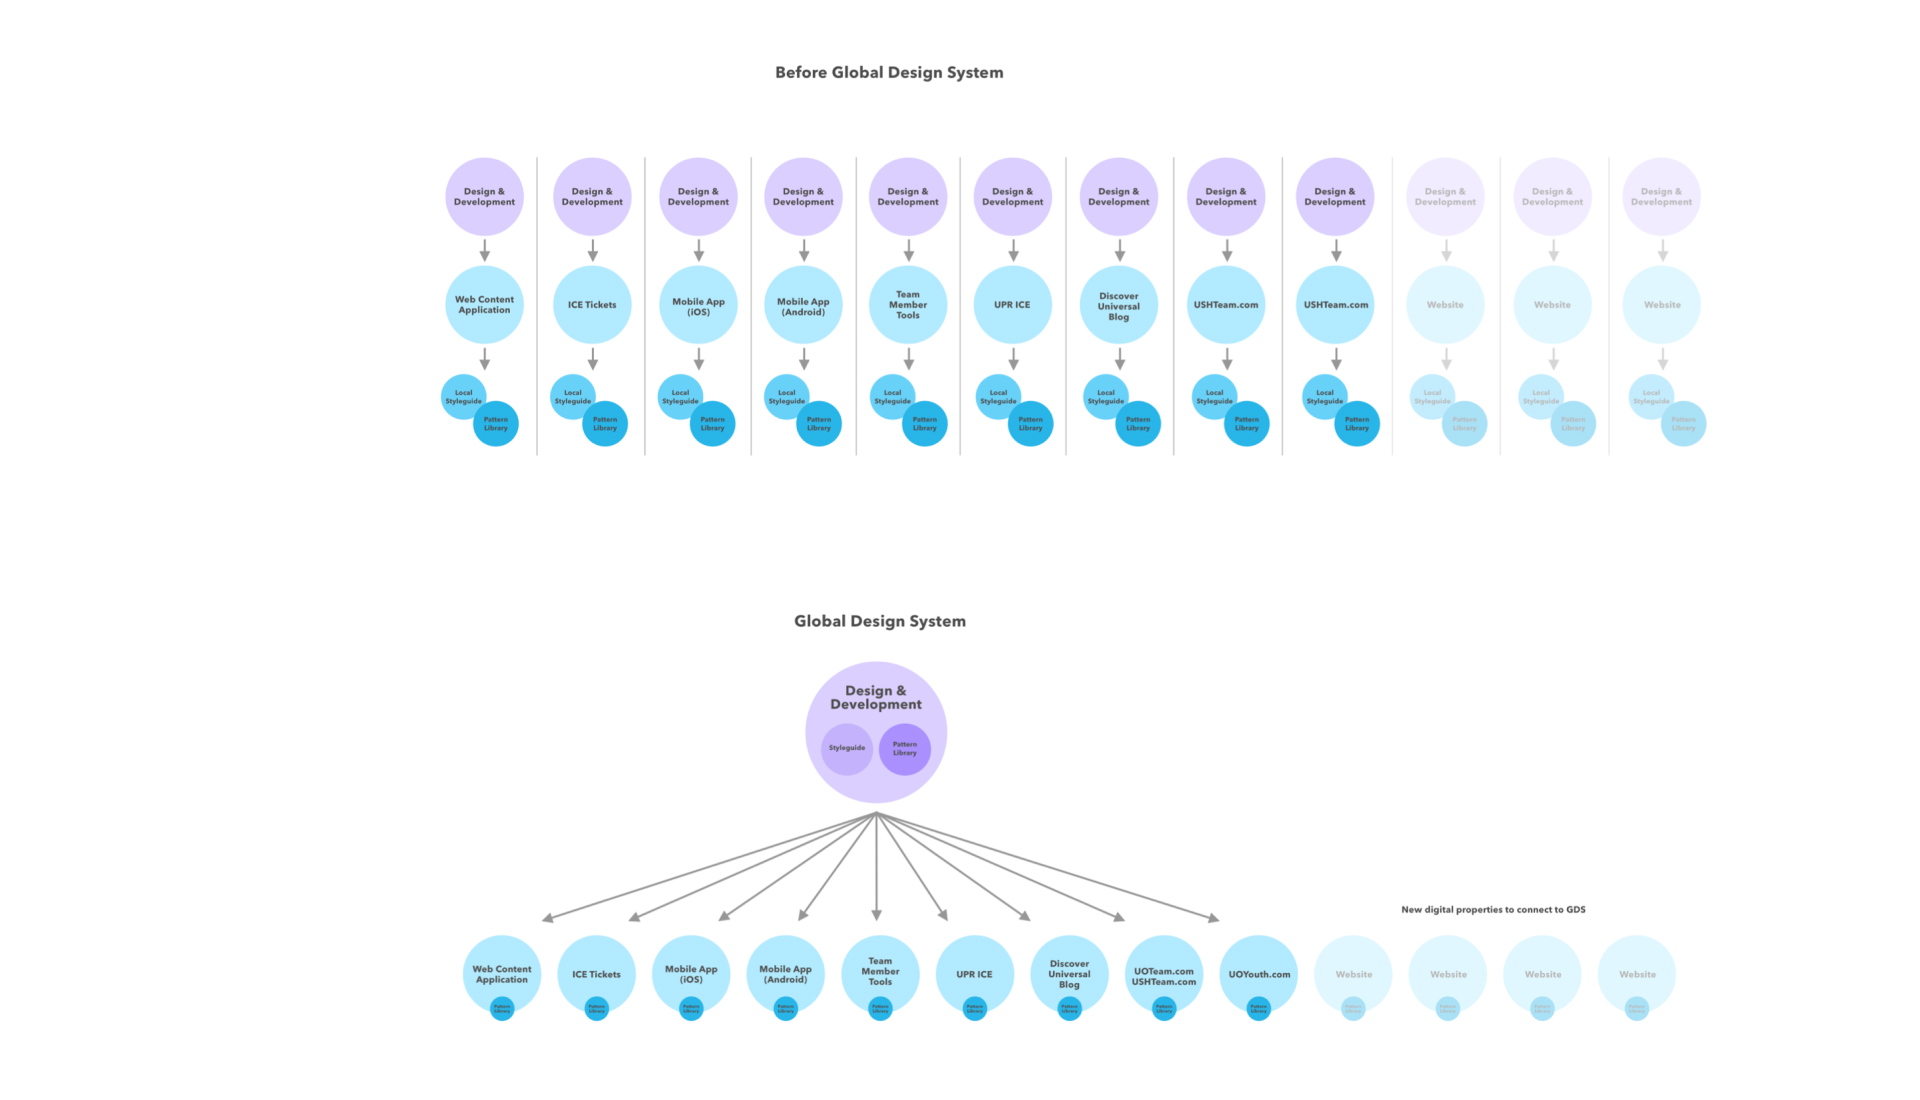 Before Global Design System
Design &
Development
Design &
Development
Design &
Development
Design &
Development
Design &
Development
Design &
Development
Design &
Development
Design &
Development
Design &
Development
Design &
Development
Design &
Development
Design &
Development
Web Content
Application
ICE Tickets
Mobile App
(iOS)
Mobile App
(Android)
Team
Member
Tools
UPR ICE
Discover
Universal
Blog
USHTeam.com
USHTeam.com
Website
Website
Website
Local
Styleguide
Pattern
Library
Local
Styleguide
Pattern
Library
Local
Styleguide
Pattern
Library
Local
Styleguide
Pattern
Library
Local
Styleguide
Pattern
Library
Local
Styleguide
Pattern
Library
Local
Styleguide
Pattern
Library
Local
Styleguide
Pattern
Library
Local
Styleguide
Pattern
Library
Local
Styleguide
Pattern
Library
Local
Styleguide
Pattern
Library
Local
Styleguide
Pattern
Library
Global Design System
Design &
Development
Styleguide
Pattern
Library
New digital properties to connect to GDS
Web Content
Application
Pattern
Library
ICE Tickets
Pattern
Library
Mobile App
(iOS)
Pattern
Library
Mobile App
(Android)
Pattern
Library
Team
Member
Tools
Pattern
Library
UPR ICE
Pattern
Library
Discover
Universal
Blog
Pattern
Library
UOTeam.com
USHTeam.com
Pattern
Library
UOYouth.com
Pattern
Library
Website
Pattern
Library
Website
Pattern
Library
Website
Pattern
Library
Website
Pattern
Library